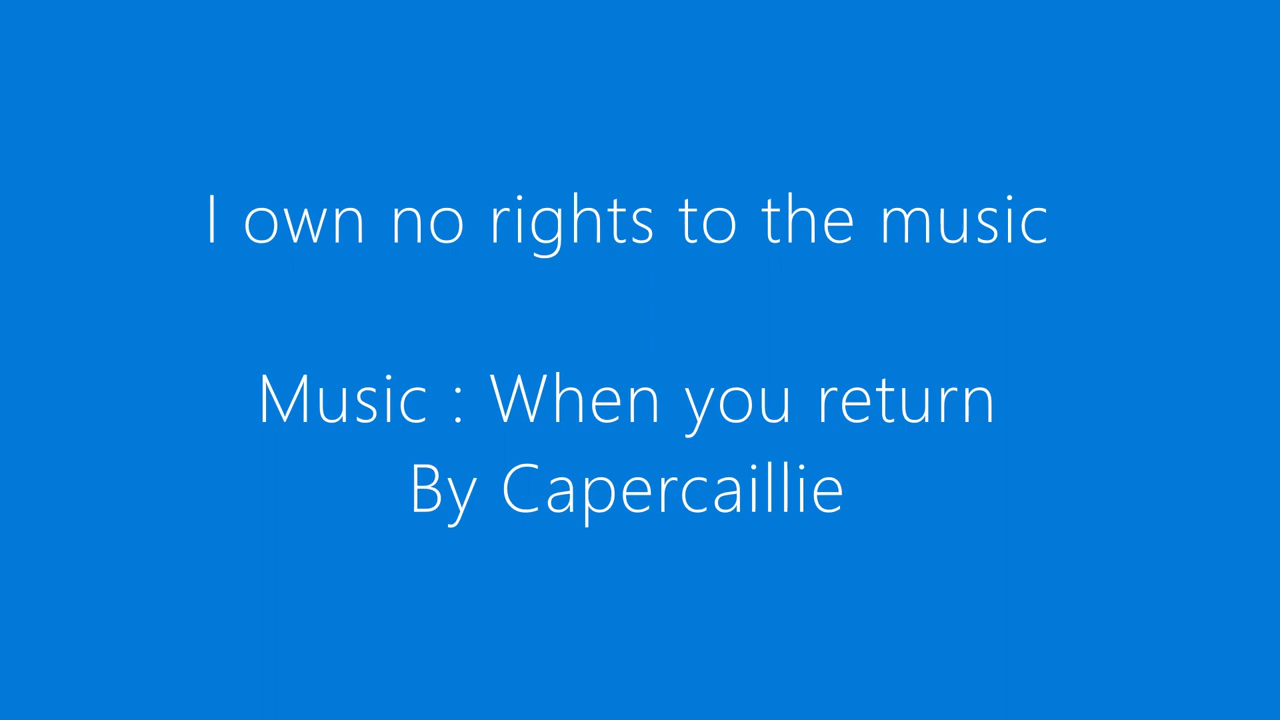 I own no rights to the music
Music : When you return
By Capercaillie